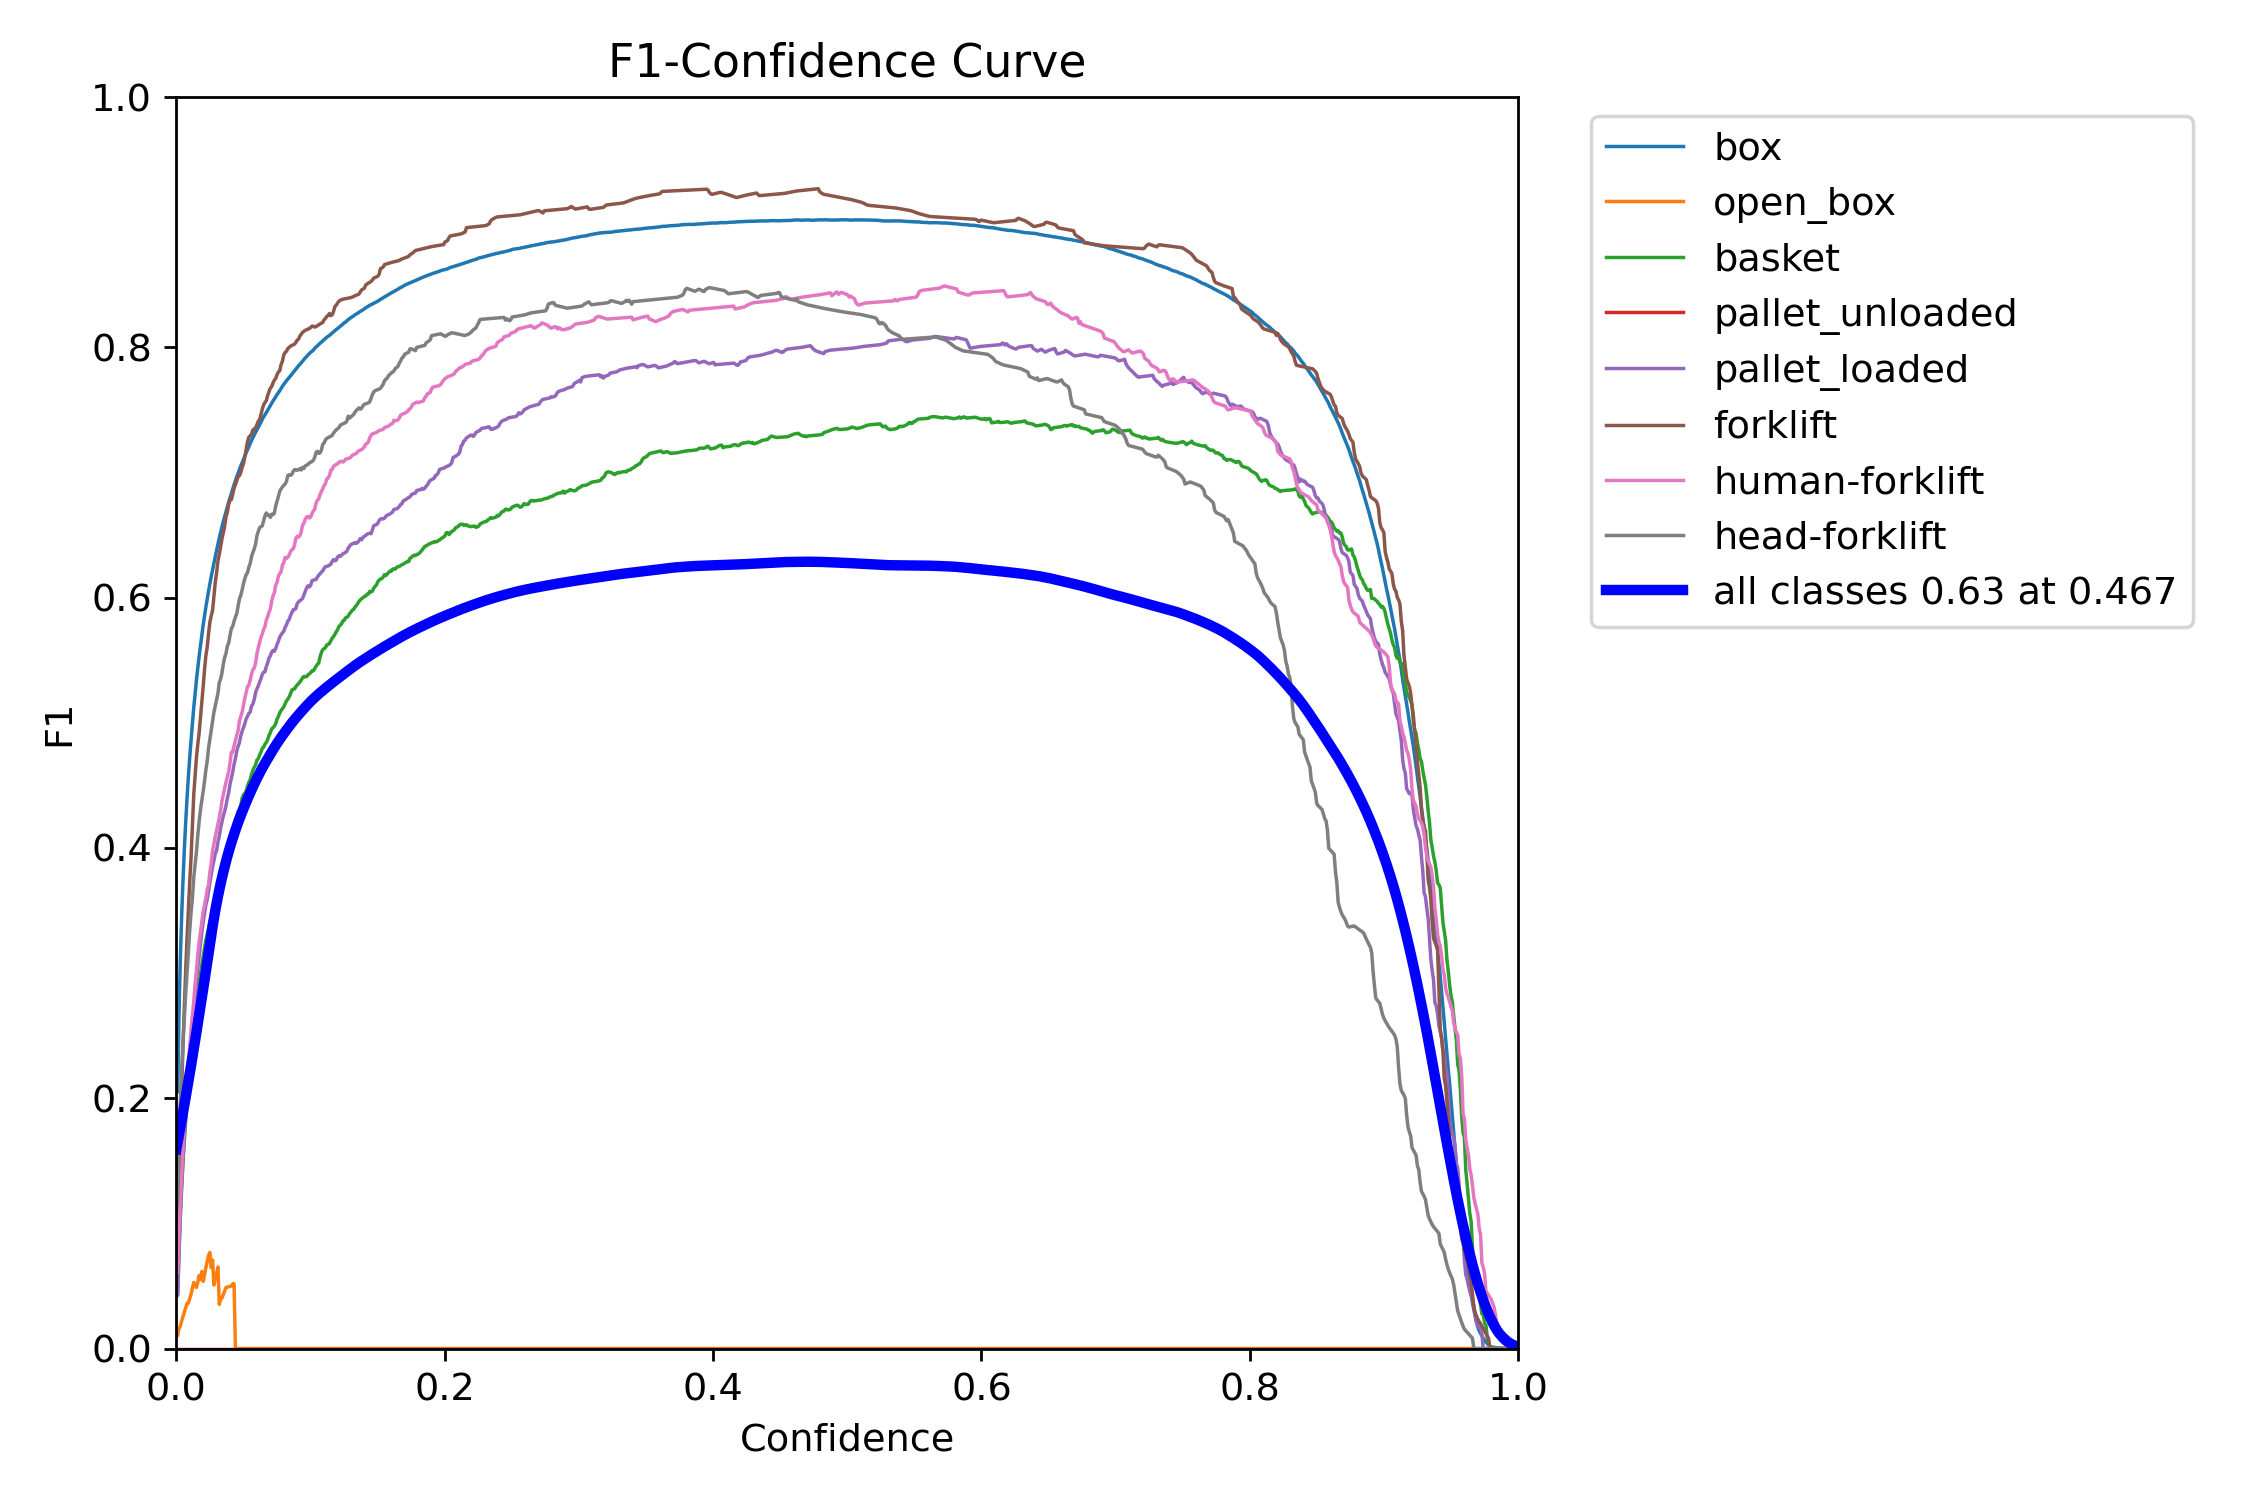 F1-Confidence Curve
1.0
0.8
0.6
0.4
0.2
0.0
F1
0.0 0.2 0.4 0.6 0.8 1.0
Confidence
box
open_box
basket
pallet_unloaded
pallet_loaded
forklift
human-forklift
head-forklift
all classes 0.63 at 0.467